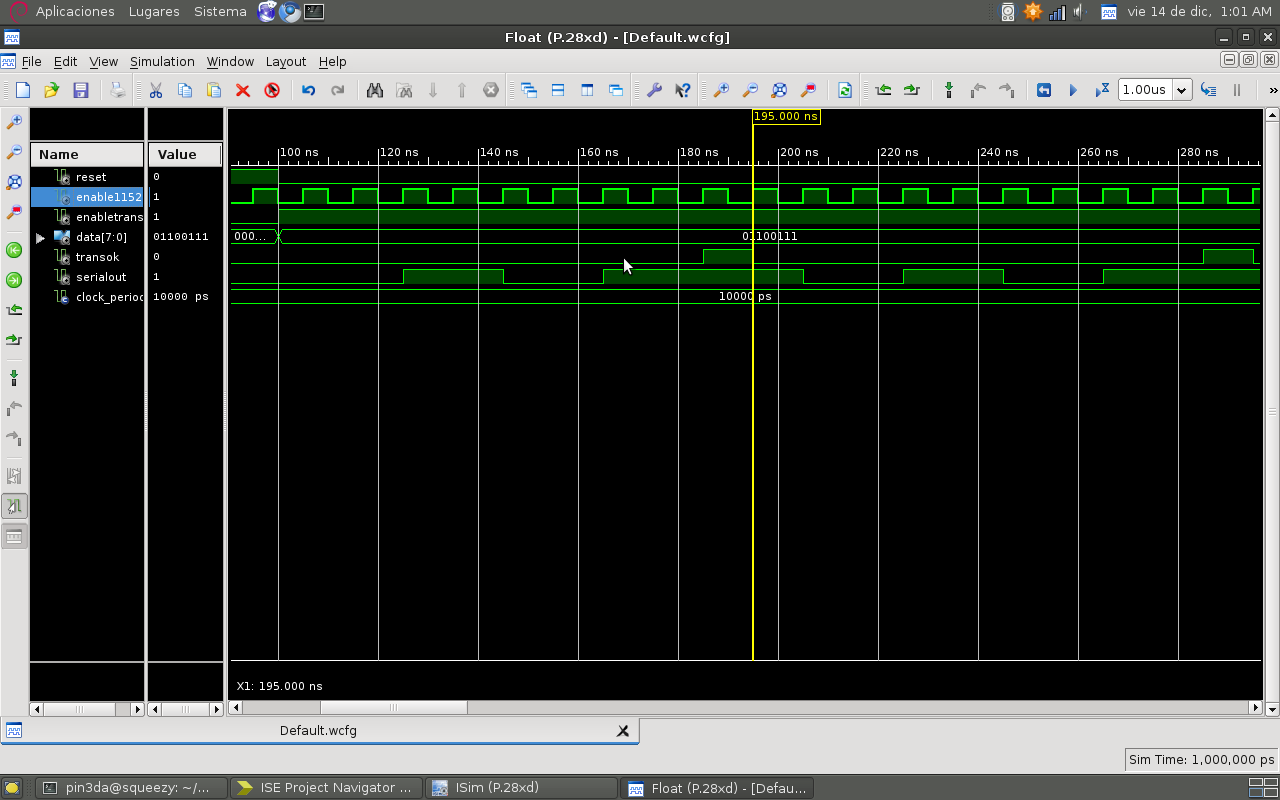 Aplicaciones Lugares Sistema vie 14 de dic, 1:01 AM
Float (P.28xd) - [Default.wcfg]
File Edit View Simulation Window Layout Help
1.00us
195.000 ns
Name Value
100 ns 120 ns 140 ns 160 ns 180 ns 200 ns 220 ns 240 ns 260 ns 280 ns
reset 0
enable1152 1
enabletrans 1
data[7:0] 01100111 000... 01100111
transok 0
serialout 1
clock_period 10000 ps 10000 ps
X1: 195.000 ns
Default.wcfg
Sim Time: 1,000,000 ps
pin3da@squeezy: ~/... ISE Project Navigator ... ISim (P.28xd) Float (P.28xd) - [Defau...